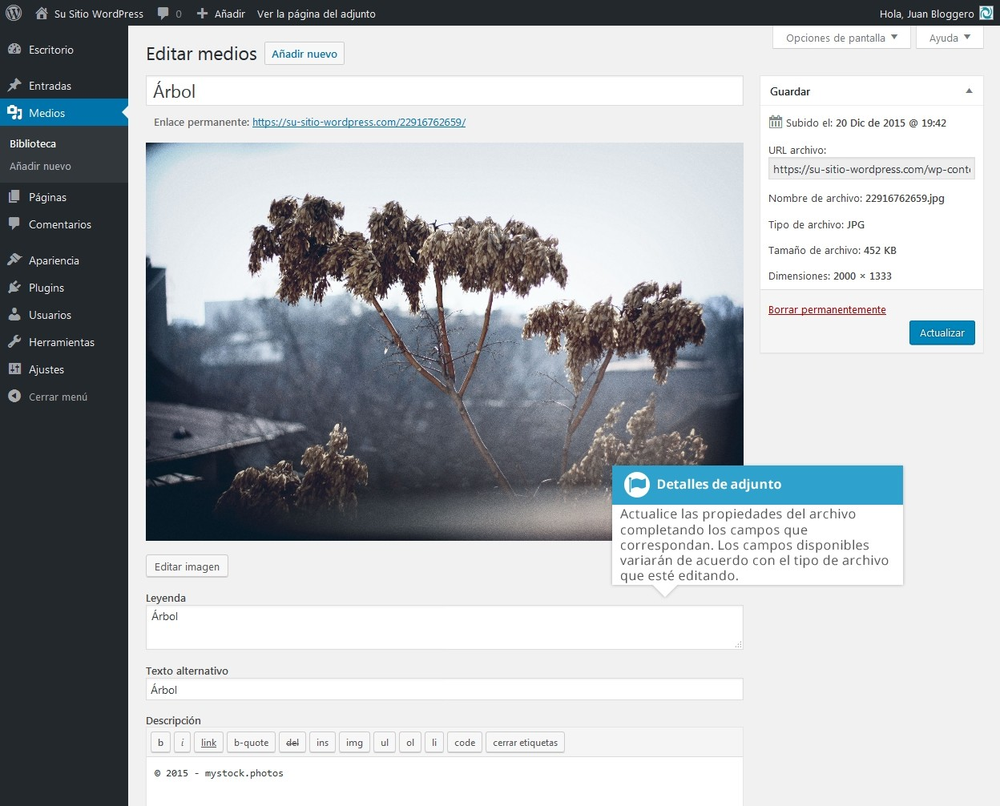 Su Sitio WordPress
0
Añadir
Ver la página del adjunto
Hola, Juan Bloggero
Escritorio
Entradas
Medios
Biblioteca
Añadir nuevo
Páginas
Comentarios
Apariencia
Plugins
Usuarios
Herramientas
Ajustes
Cerrar menú
Opciones de pantalla
Ayuda
Editar medios
Añadir nuevo
Árbol
Enlace permanente: https://su-sitio-wordpress.com/22916762659/
Editar imagen
Leyenda
Árbol
Texto alternativo
Árbol
Descripción
b i link b-quote del ins img ul ol li code cerrar etiquetas
© 2015 - mystock.photos
Detalles de adjunto
Actualice las propiedades del archivo
completando los campos que
correspondan. Los campos disponibles
variarán de acuerdo con el tipo de archivo
que esté editando.
Guardar
Subido el: 20 Dic de 2015 @ 19:42
URL archivo:
https://su-sitio-wordpress.com/wp-conte
Nombre de archivo: 22916762659.jpg
Tipo de archivo: JPG
Tamaño de archivo: 452 KB
Dimensiones: 2000 × 1333
Borrar permanentemente
Actualizar